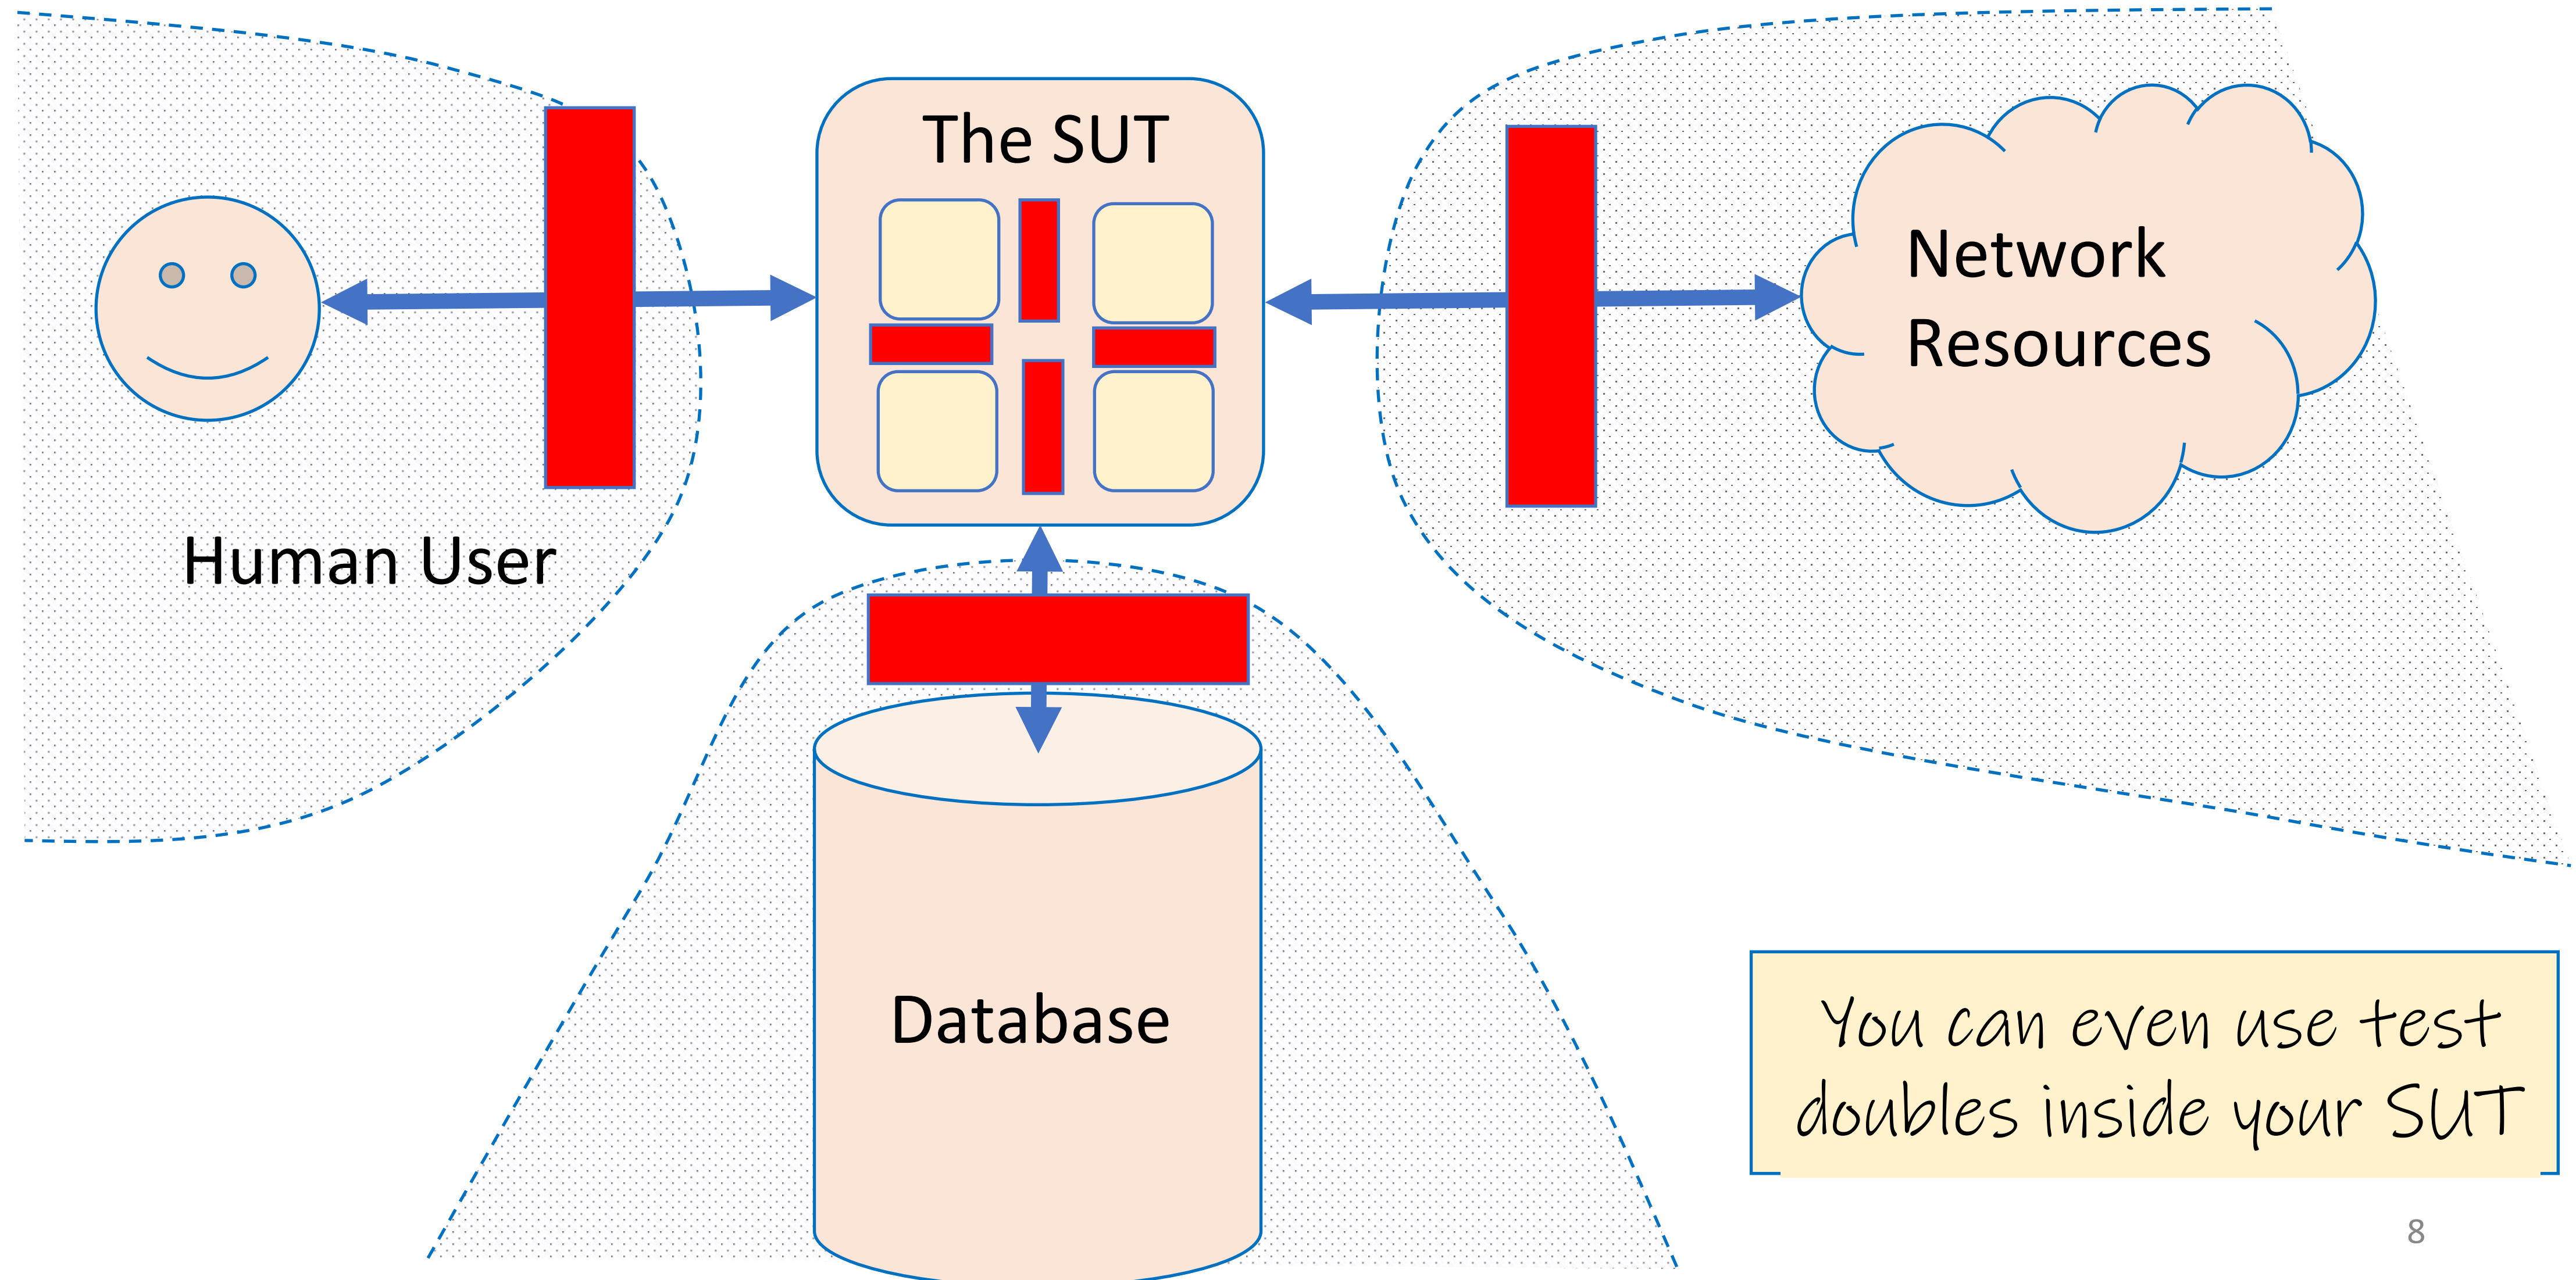 The SUT
Network
Resources
Human User
Database
You can even use test
doubles inside your SUT
8